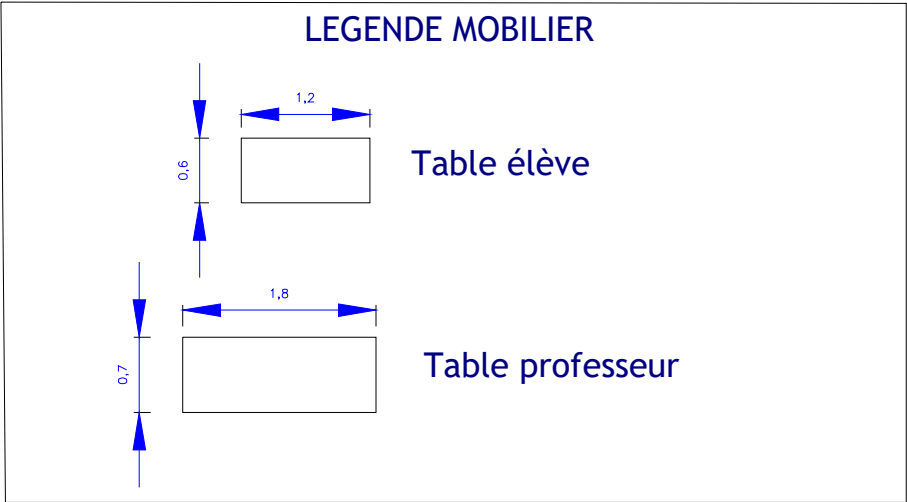 LEGENDE MOBILIER
1,2
0,6
Table élève
1,8
0,7
Table professeur